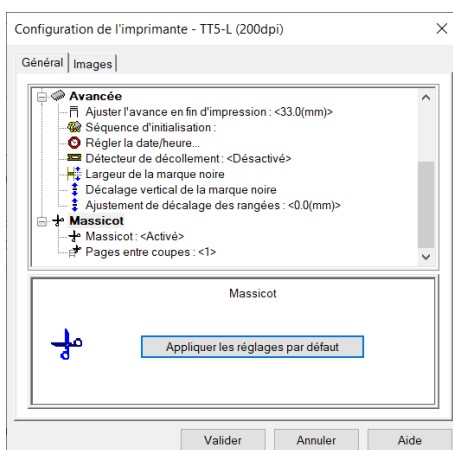 Configuration de l'imprimante - TT5-L (200dpi)
Général
Images
Avancée
Ajuster l'avance en fin d'impression : <33.0(mm)>
Séquence d'initialisation :
Régler la date/heure...
Détecteur de décollement: <Désactivé>
Largeur de la marque noire
Décalage vertical de la marque noire
Ajustement de décalage des rangées : <0.0(mm)>
Massicot
Massicot : <Activé>
Pages entre coupes : <1>
Massicot
Appliquer les réglages par défaut
Valider
Annuler
Aide